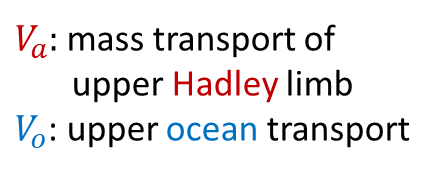 Vₐ: mass transport of
upper Hadley limb
Vₒ: upper ocean transport